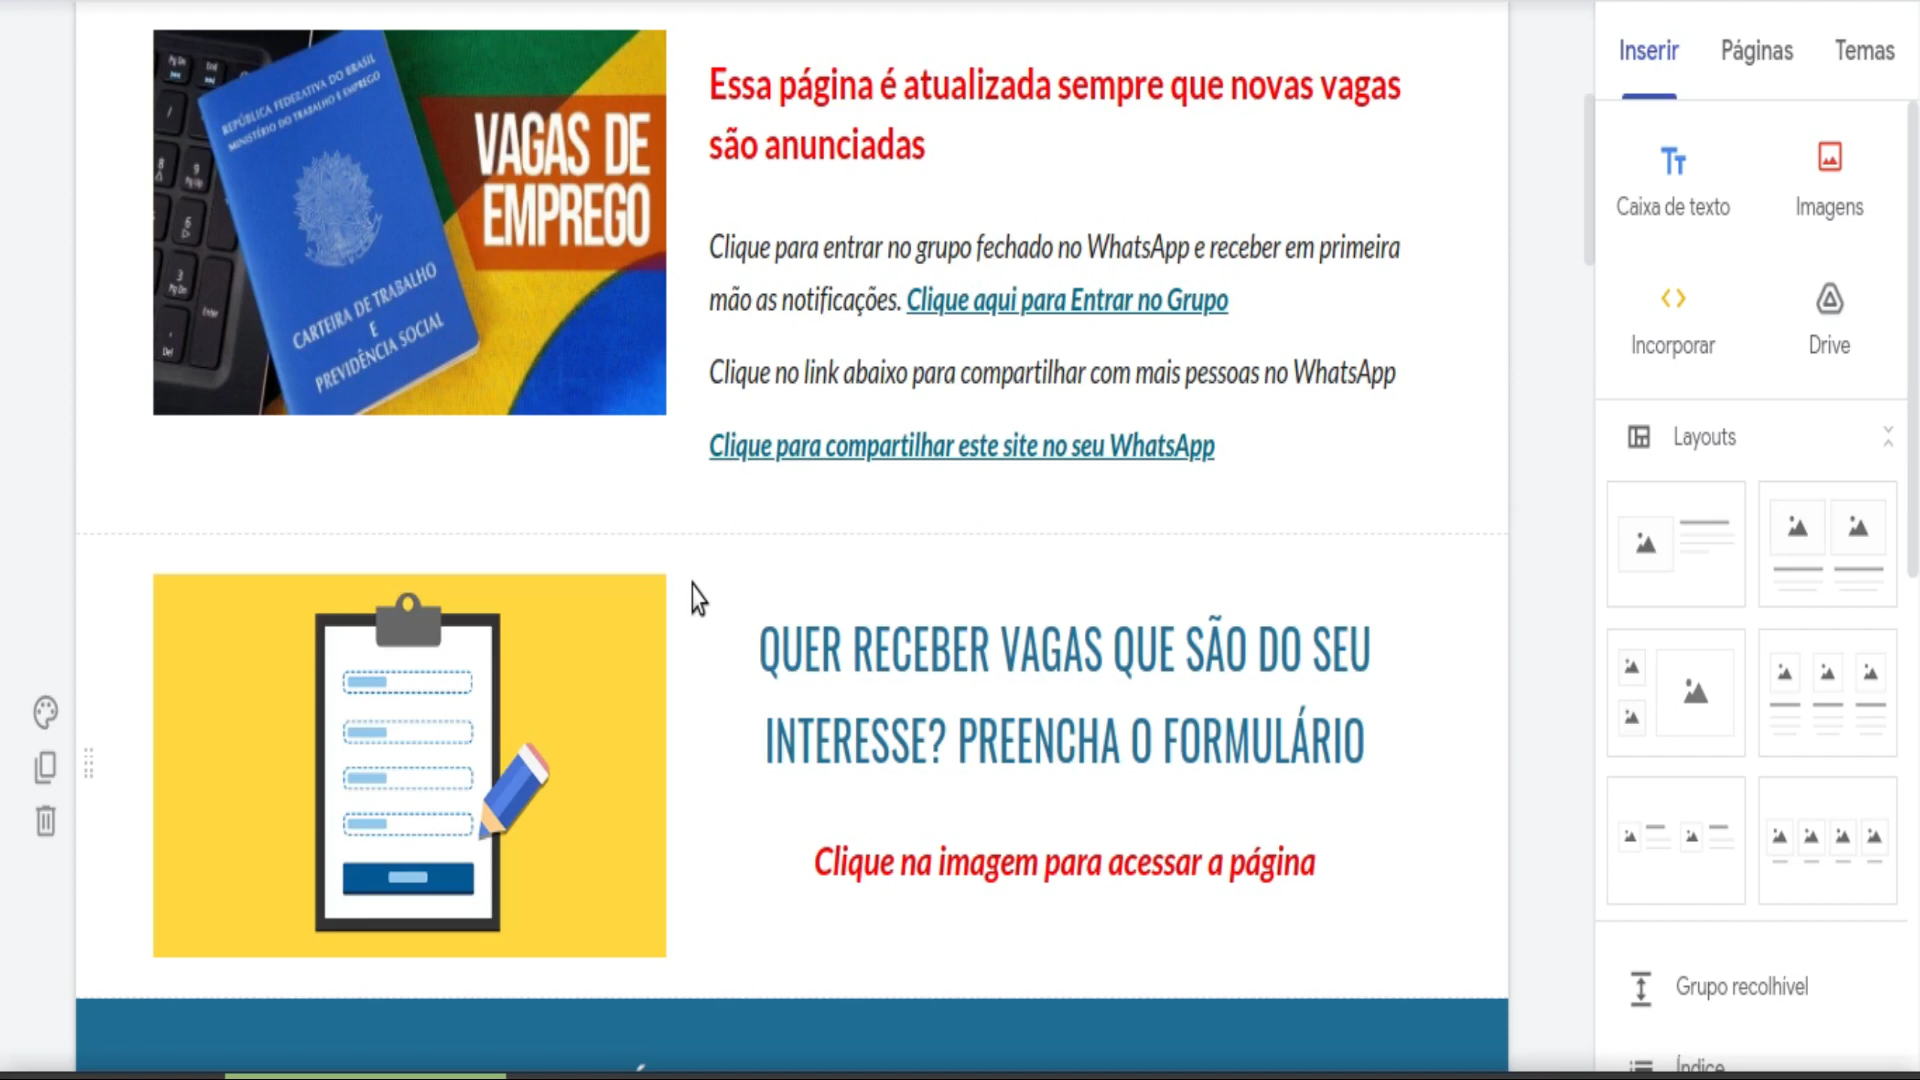 Inserir
Páginas
Temas
REPÚBLICA FEDERATIVA DO BRASIL
MINISTÉRIO DO TRABALHO E EMPREGO
CARTEIRA DE TRABALHO
E
PREVIDÊNCIA SOCIAL
VAGAS DE
EMPREGO
Essa página é atualizada sempre que novas vagas
são anunciadas
Clique para entrar no grupo fechado no WhatsApp e receber em primeira
mão as notificações. Clique aqui para Entrar no Grupo
Clique no link abaixo para compartilhar com mais pessoas no WhatsApp
Clique para compartilhar este site no seu WhatsApp
Caixa de texto
Imagens
Incorporar
Drive
Layouts
QUER RECEBER VAGAS QUE SÃO DO SEU
INTERESSE? PREENCHA O FORMULÁRIO
Clique na imagem para acessar a página
Grupo recolhível
Índice